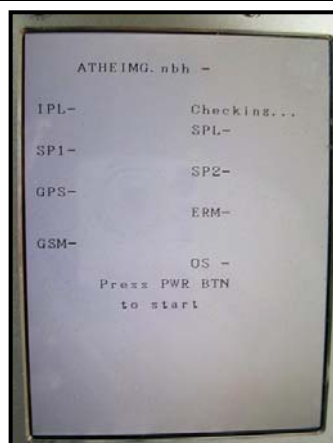 ATHEIMG.nbh -
IPL- Checking...
SPL-
SP1-
SP2-
GPS-
ERM-
GSM-
OS -
Press PWR BTN
to start